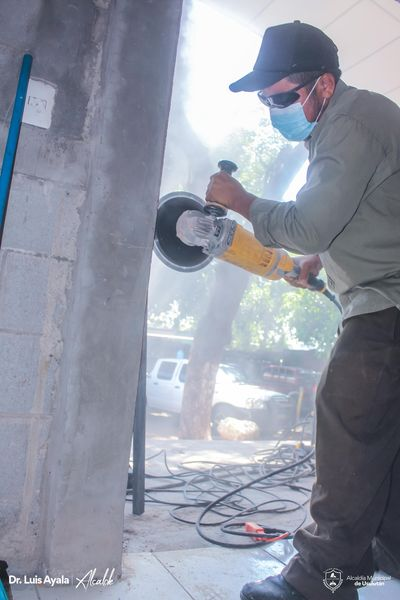 Dr. Luis Ayala
Alcalde
Alcaldía Municipal
de Usulután